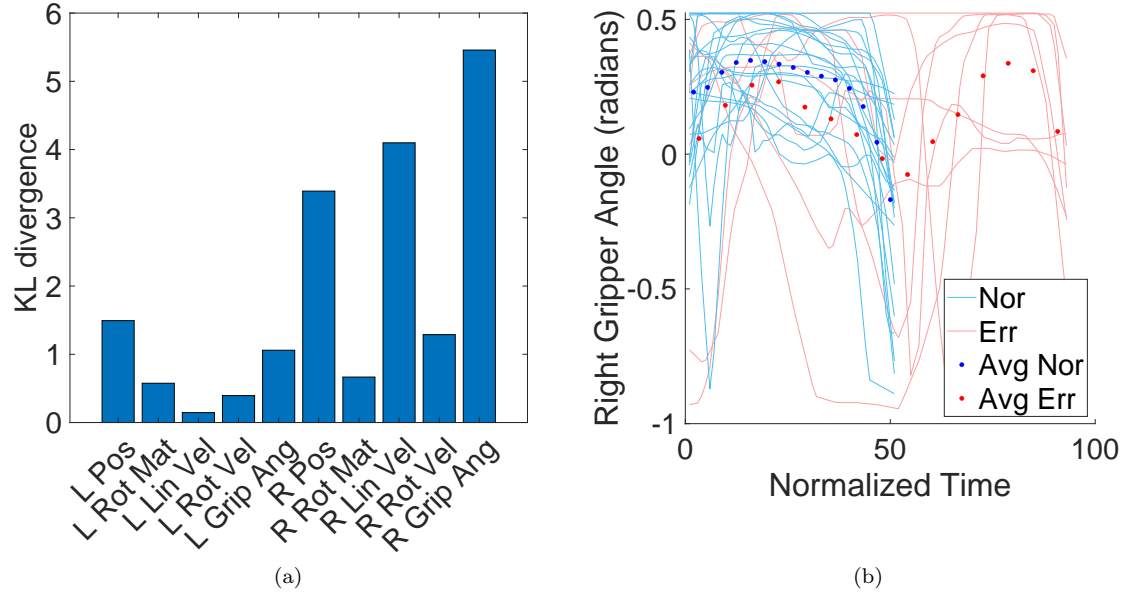 KL divergence
6
5
4
3
2
1
0
L Pos
L Rot Mat
L Lin Vel
L Rot Vel
L Grip Ang
R Pos
R Rot Mat
R Lin Vel
R Rot Vel
R Grip Ang
(a)
Right Gripper Angle (radians)
0.5
0
-0.5
-1
0
50
100
Normalized Time
Nor
Err
Avg Nor
Avg Err
(b)